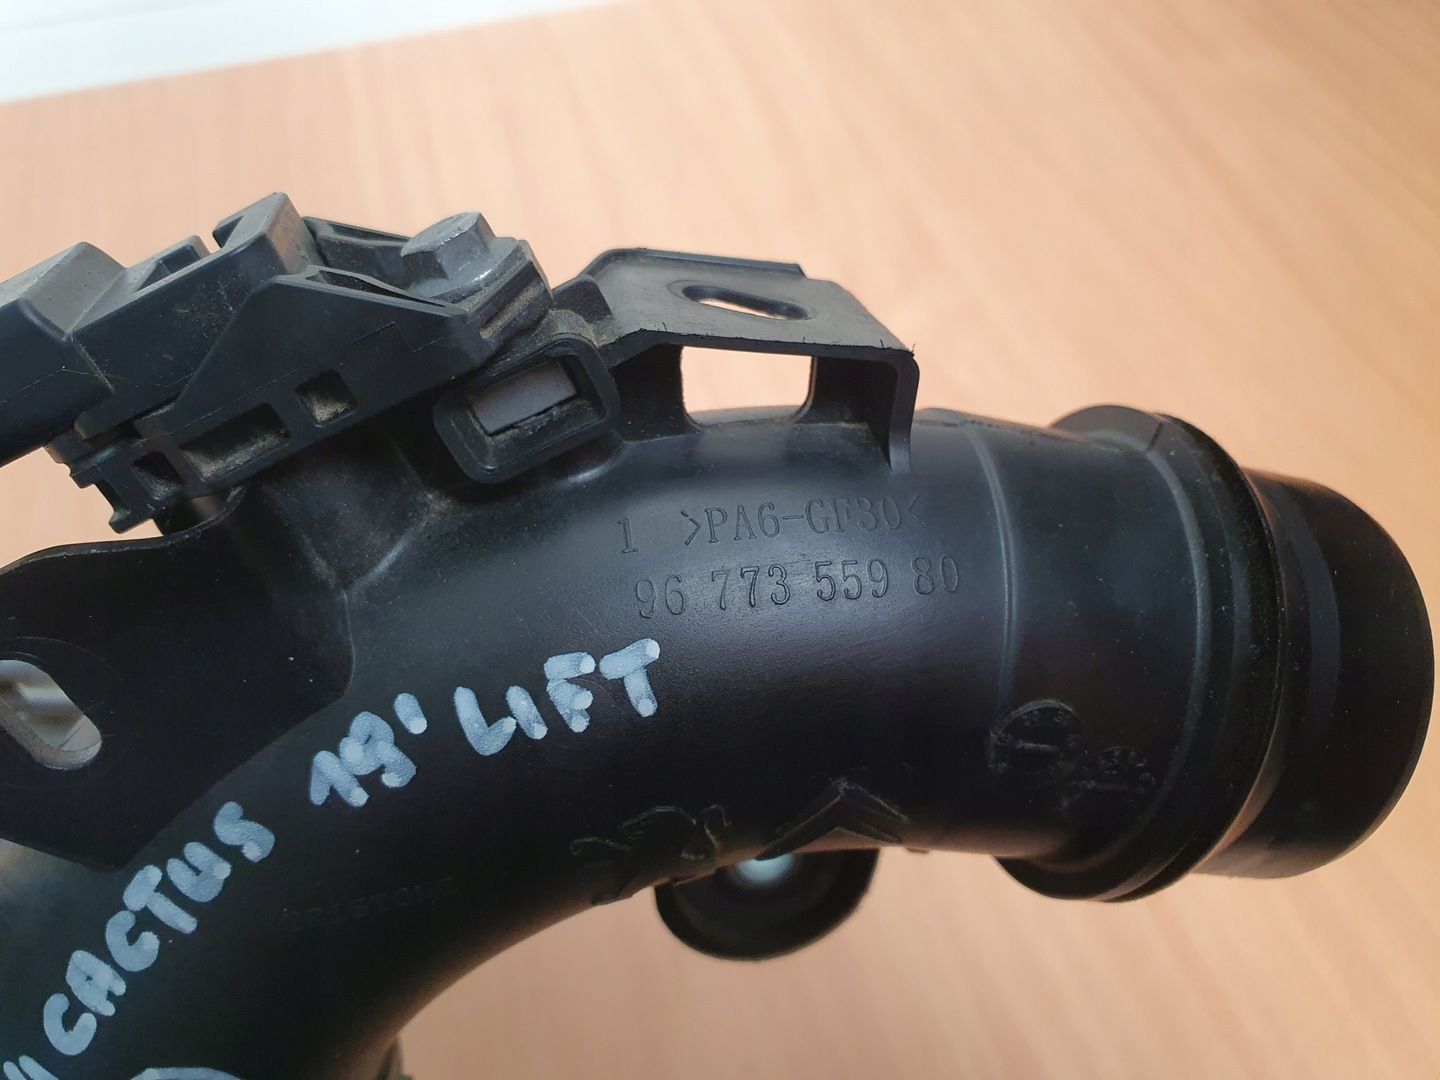 1 >PA6-GF30<
96 773 559 80
CACTUS 19' LIFT